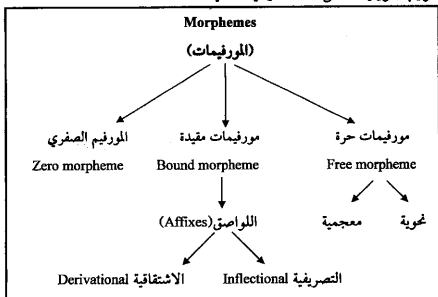 Morphemes
(المورفيمات)
مورفيمات حرة مورفيمات مقيدة المورفيم الصفري
Zero morpheme Bound morpheme Free morpheme
نحوية معجمية اللواصق(Affixes)
التصريفية Inflectional الاشتقاقية Derivational